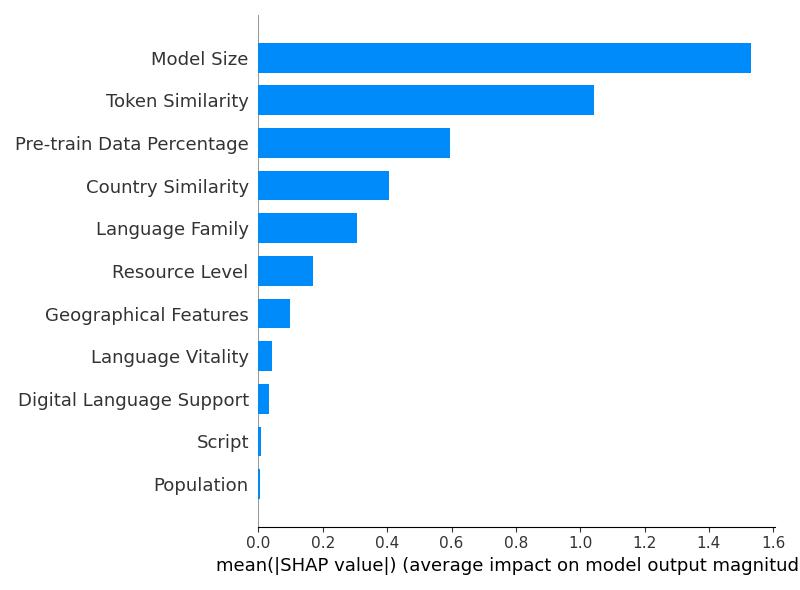 Model Size
Token Similarity
Pre-train Data Percentage
Country Similarity
Language Family
Resource Level
Geographical Features
Language Vitality
Digital Language Support
Script
Population
0.0 0.2 0.4 0.6 0.8 1.0 1.2 1.4 1.6
mean(|SHAP value|) (average impact on model output magnitud